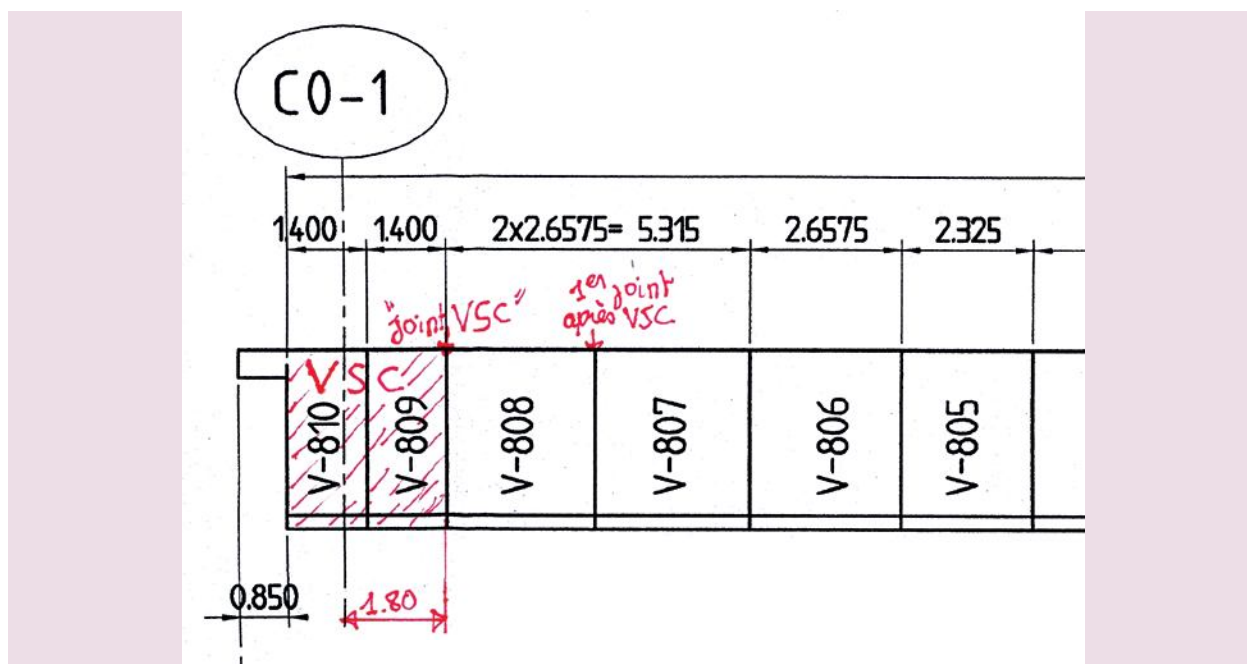 C0-1
1.400 1.400 2x2.6575= 5.315 2.6575 2.325
"joint VSC"
1er joint
après VSC
VSC
V-810 V-809 V-808 V-807 V-806 V-805
0.850 1.80